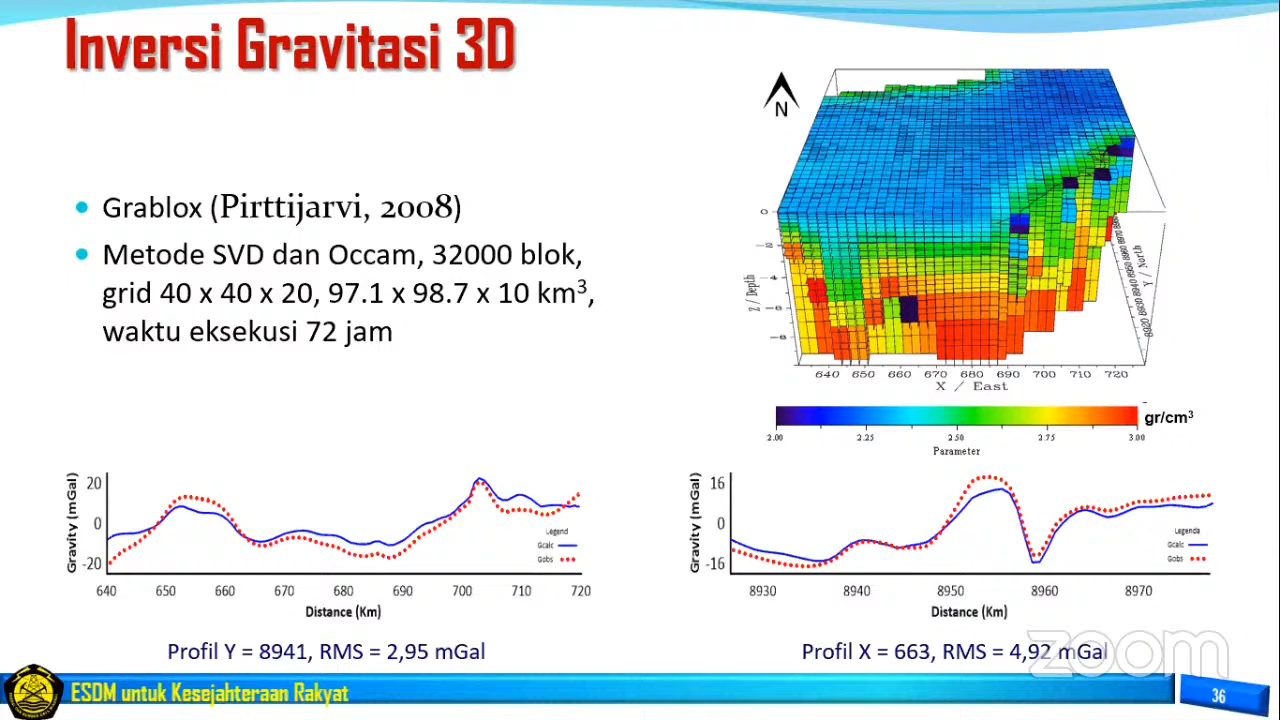 Inversi Gravitasi 3D
Grablox (Pirttijarvi, 2008)
Metode SVD dan Occam, 32000 blok,
grid 40 x 40 x 20, 97.1 x 98.7 x 10 km³,
waktu eksekusi 72 jam
N
0
Z / Depth
640 650 660 670 680 690 700 710 720
X / East
Y / North
gr/cm³
2.00 2.25 2.50 2.75 3.00
Parameter
Gravity (mGal)
20
0
-20
Legend
Gcalc
Gobs
640 650 660 670 680 690 700 710 720
Distance (Km)
Profil Y = 8941, RMS = 2,95 mGal
Gravity (mGal)
16
0
-16
Legenda
Gcalc
Gobs
8930 8940 8950 8960 8970
Distance (Km)
Profil X = 663, RMS = 4,92 mGal
zoom
ESDM untuk Kesejahteraan Rakyat
36